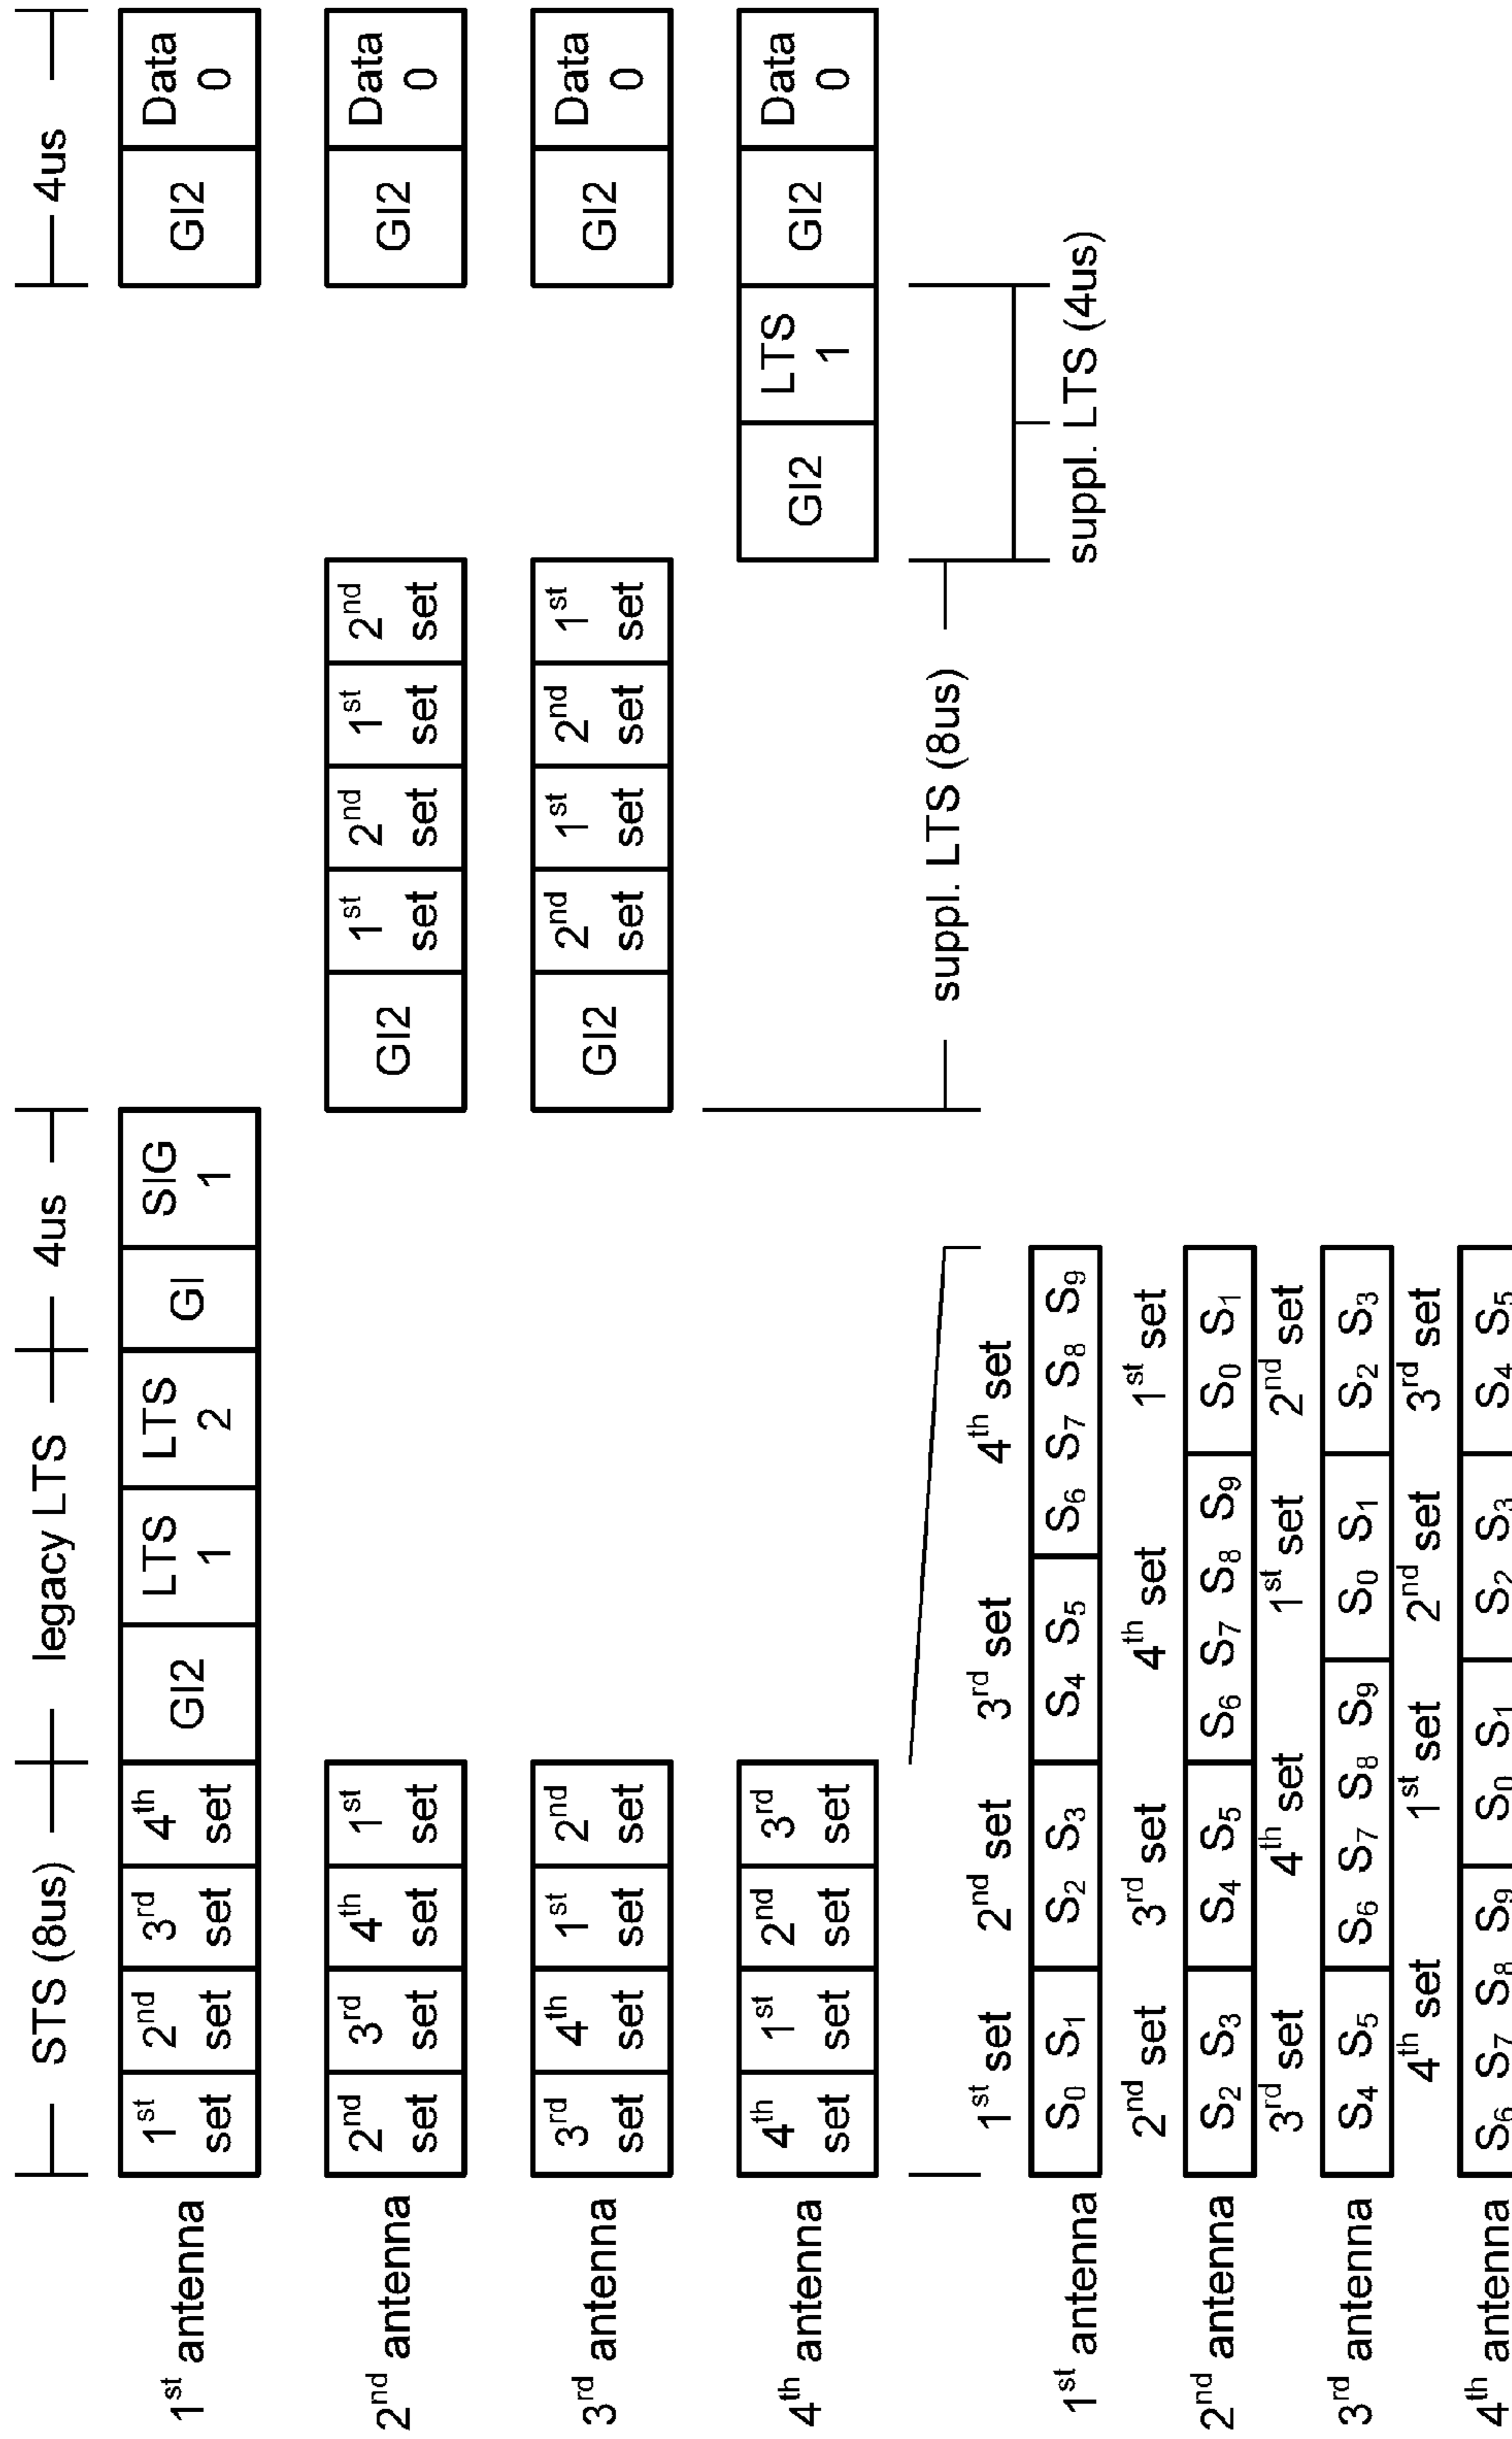 STS (8us) legacy LTS 4us 4us
1st antenna
1st set 2nd set 3rd set 4th set GI2 LTS 1 LTS 2 GI SIG 1 GI2 Data 0
2nd antenna
2nd set 3rd set 4th set 1st set GI2 1st set 2nd set 1st set 2nd set GI2 Data 0
3rd antenna
3rd set 4th set 1st set 2nd set GI2 2nd set 1st set 2nd set 1st set GI2 Data 0
4th antenna
4th set 1st set 2nd set 3rd set GI2 LTS 1 GI2 Data 0
suppl. LTS (8us)
suppl. LTS (4us)
1st set 2nd set 3rd set 4th set
1st antenna S0 S1 S2 S3 S4 S5 S6 S7 S8 S9
2nd set 3rd set 4th set 1st set
2nd antenna S2 S3 S4 S5 S6 S7 S8 S9 S0 S1
3rd set 4th set 1st set 2nd set
3rd antenna S4 S5 S6 S7 S8 S9 S0 S1 S2 S3
4th set 1st set 2nd set 3rd set
4th antenna S6 S7 S8 S9 S0 S1 S2 S3 S4 S5